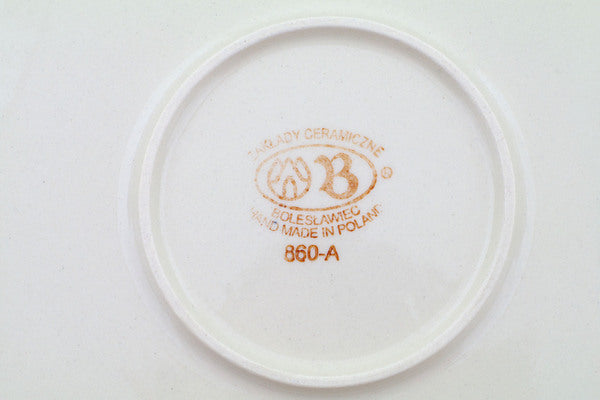 ZAKŁADY CERAMICZNE
B ®
BOLESŁAWIEC
HAND MADE IN POLAND
860-A